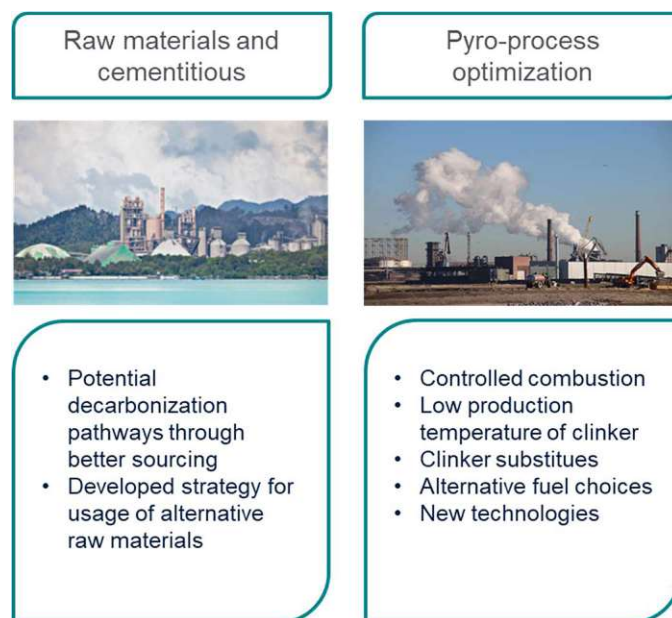 Raw materials and
cementitious
Pyro-process
optimization
• Potential
decarbonization
pathways through
better sourcing
• Developed strategy for
usage of alternative
raw materials
• Controlled combustion
• Low production
temperature of clinker
• Clinker substitues
• Alternative fuel choices
• New technologies